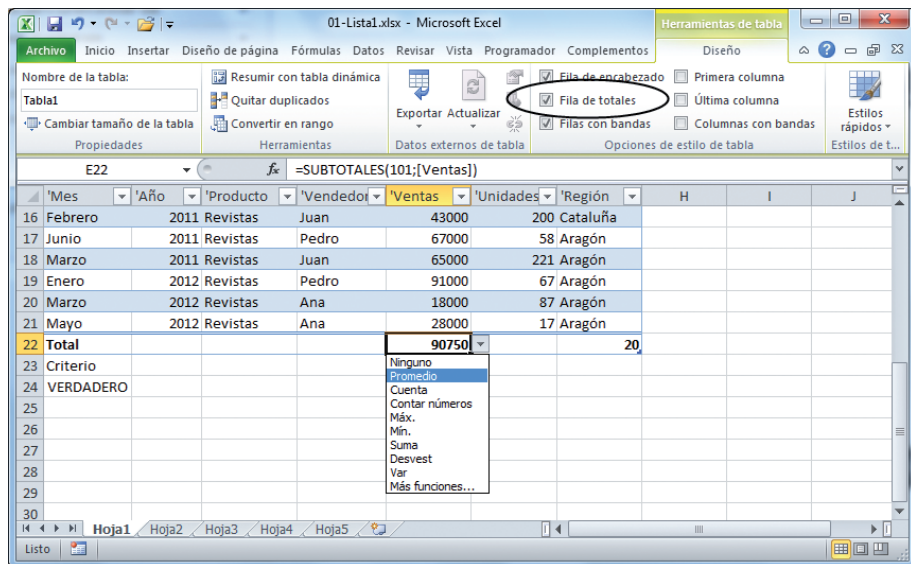 01-Lista1.xlsx - Microsoft Excel
Herramientas de tabla
Archivo Inicio Insertar Diseño de página Fórmulas Datos Revisar Vista Programador Complementos Diseño
Nombre de la tabla:
Tabla1
Cambiar tamaño de la tabla
Propiedades
Resumir con tabla dinámica
Quitar duplicados
Convertir en rango
Herramientas
Exportar Actualizar
Datos externos de tabla
Fila de encabezado Primera columna
Fila de totales Última columna
Filas con bandas Columnas con bandas
Opciones de estilo de tabla
Estilos
rápidos
Estilos de t...
E22 fx =SUBTOTALES(101;[Ventas])
'Mes 'Año 'Producto 'Vendedor 'Ventas 'Unidades 'Región H I J
16 Febrero 2011 Revistas Juan 43000 200 Cataluña
17 Junio 2011 Revistas Pedro 67000 58 Aragón
18 Marzo 2011 Revistas Juan 65000 221 Aragón
19 Enero 2012 Revistas Pedro 91000 67 Aragón
20 Marzo 2012 Revistas Ana 18000 87 Aragón
21 Mayo 2012 Revistas Ana 28000 17 Aragón
22 Total 90750 20
23 Criterio
24 VERDADERO
25
26
27
28
29
30
Ninguno
Promedio
Cuenta
Contar números
Máx.
Mín.
Suma
Desvest
Var
Más funciones...
Hoja1 Hoja2 Hoja3 Hoja4 Hoja5
Listo